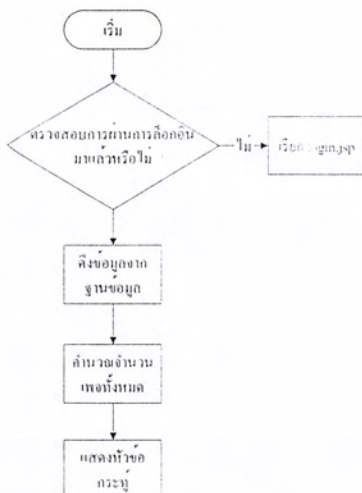 เริ่ม
ตรวจสอบการผ่านการล็อกอิน
มาแล้วหรือไม่
ไม่
เรียก login.jsp
ดึงข้อมูลจาก
ฐานข้อมูล
คำนวณจำนวน
เพจทั้งหมด
แสดงหัวข้อ
กระทู้